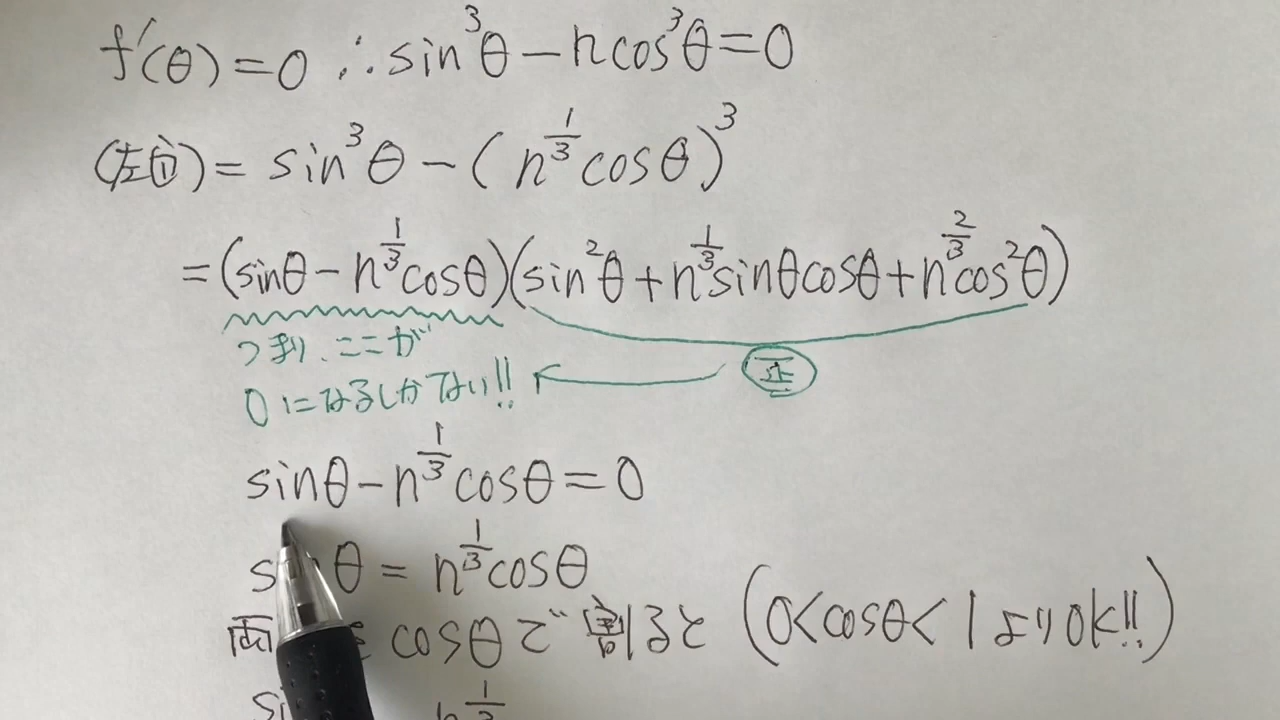 f'(θ)=0 ∴sin³θ-ncos³θ=0
(左辺)=sin³θ-(n^{1/3}cosθ)³
=(sinθ-n^{1/3}cosθ)(sin²θ+n^{1/3}sinθcosθ+n^{2/3}cos²θ)
つまり、ここが
正
0になるしかない!!
sinθ-n^{1/3}cosθ=0
θ=n^{1/3}cosθ
cosθで割ると (0<cosθ<1よりOK!!)